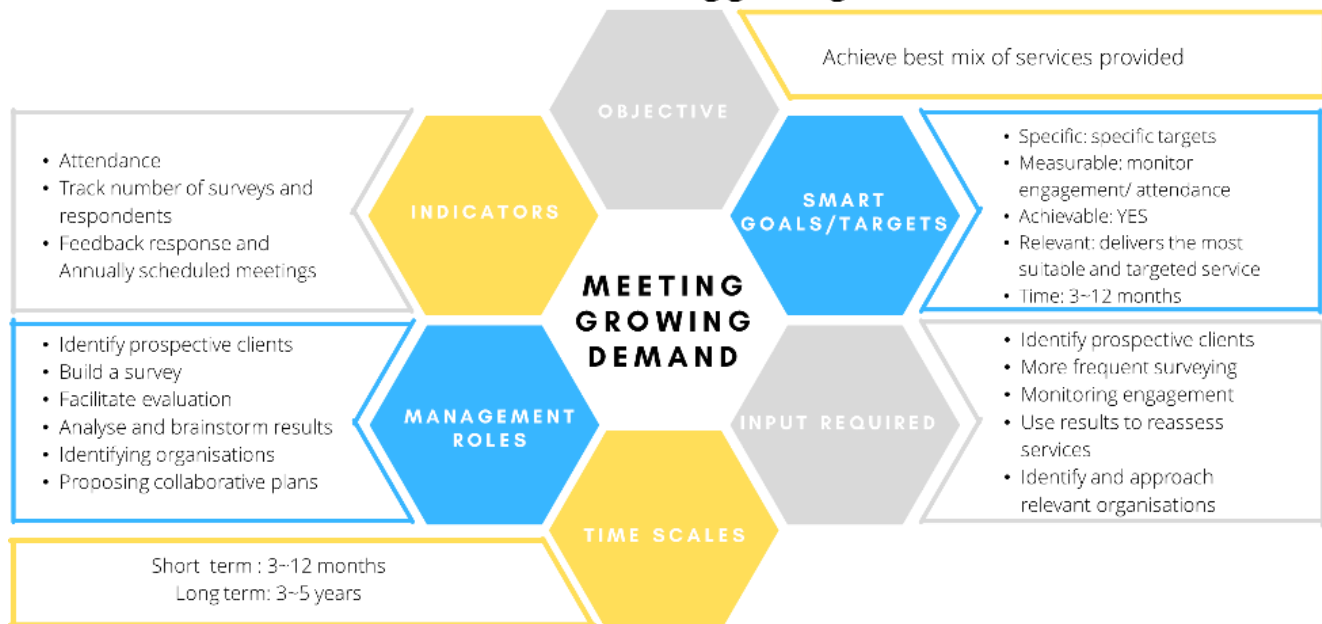 Achieve best mix of services provided
OBJECTIVE
• Attendance
• Track number of surveys and
respondents
• Feedback response and
Annually scheduled meetings
INDICATORS
SMART
GOALS/TARGETS
• Specific: specific targets
• Measurable: monitor
engagement/ attendance
• Achievable: YES
• Relevant: delivers the most
suitable and targeted service
• Time: 3~12 months
MEETING
GROWING
DEMAND
• Identify prospective clients
• Build a survey
• Facilitate evaluation
• Analyse and brainstorm results
• Identifying organisations
• Proposing collaborative plans
MANAGEMENT
ROLES
INPUT REQUIRED
• Identify prospective clients
• More frequent surveying
• Monitoring engagement
• Use results to reassess
services
• Identify and approach
relevant organisations
TIME SCALES
Short term : 3~12 months
Long term: 3~5 years